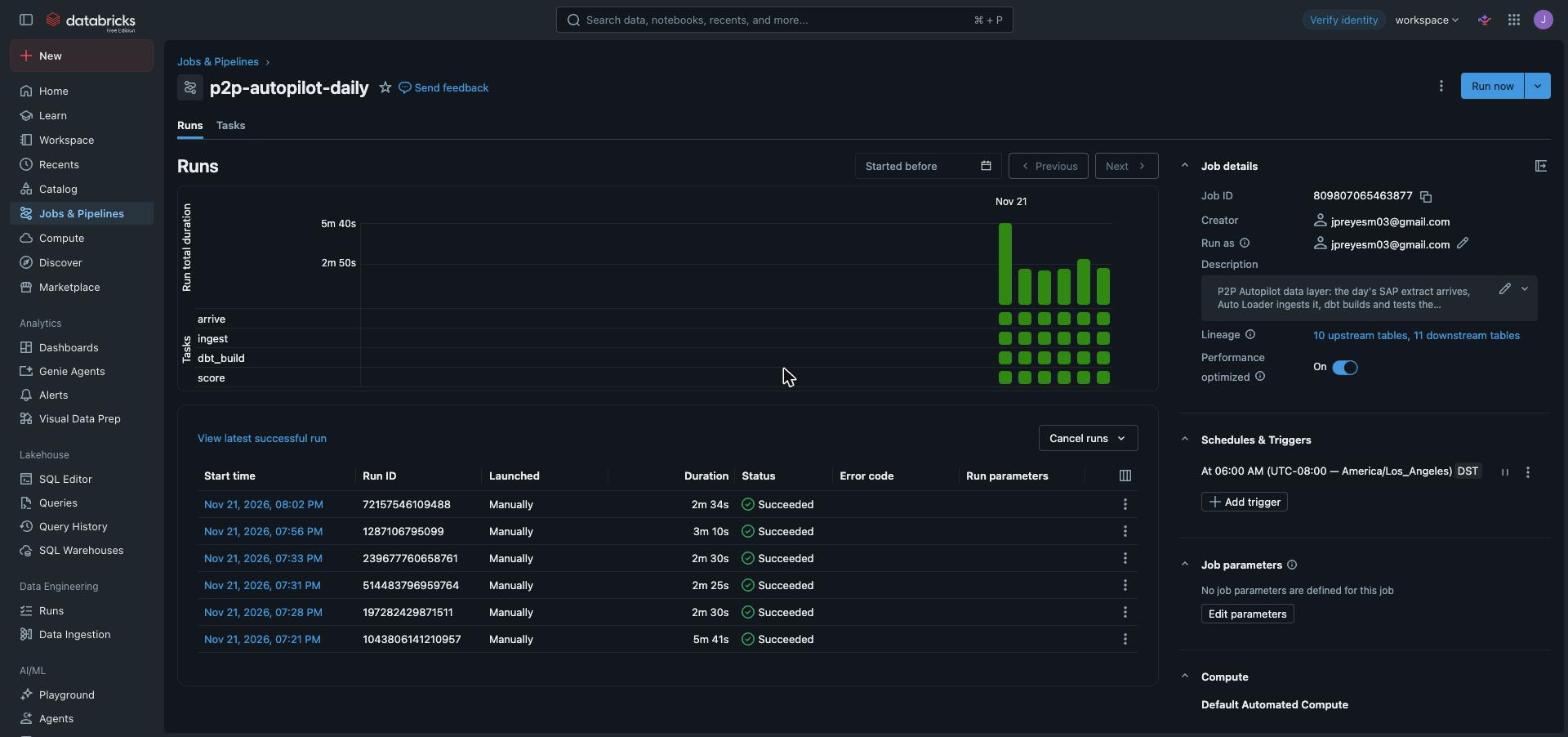 databricks
Free Edition
Search data, notebooks, recents, and more...
⌘ + P
Verify identity
workspace
J
New
Home
Learn
Workspace
Recents
Catalog
Jobs & Pipelines
Compute
Discover
Marketplace
Analytics
Dashboards
Genie Agents
Alerts
Visual Data Prep
Lakehouse
SQL Editor
Queries
Query History
SQL Warehouses
Data Engineering
Runs
Data Ingestion
AI/ML
Playground
Agents
Jobs & Pipelines ›
p2p-autopilot-daily
Send feedback
Run now
Runs Tasks
Runs
Started before
Previous
Next
Nov 21
Run total duration
5m 40s
2m 50s
Tasks
arrive
ingest
dbt_build
score
View latest successful run
Cancel runs
Start time Run ID Launched Duration Status Error code Run parameters
Nov 21, 2026, 08:02 PM 72157546109488 Manually 2m 34s Succeeded
Nov 21, 2026, 07:56 PM 1287106795099 Manually 3m 10s Succeeded
Nov 21, 2026, 07:33 PM 239677760658761 Manually 2m 30s Succeeded
Nov 21, 2026, 07:31 PM 514483796959764 Manually 2m 25s Succeeded
Nov 21, 2026, 07:28 PM 197282429871511 Manually 2m 30s Succeeded
Nov 21, 2026, 07:21 PM 1043806141210957 Manually 5m 41s Succeeded
Job details
Job ID 809807065463877
Creator jpreyesm03@gmail.com
Run as jpreyesm03@gmail.com
Description
P2P Autopilot data layer: the day's SAP extract arrives,
Auto Loader ingests it, dbt builds and tests the...
Lineage 10 upstream tables, 11 downstream tables
Performance
optimized
On
Schedules & Triggers
At 06:00 AM (UTC-08:00 — America/Los_Angeles) DST
Add trigger
Job parameters
No job parameters are defined for this job
Edit parameters
Compute
Default Automated Compute